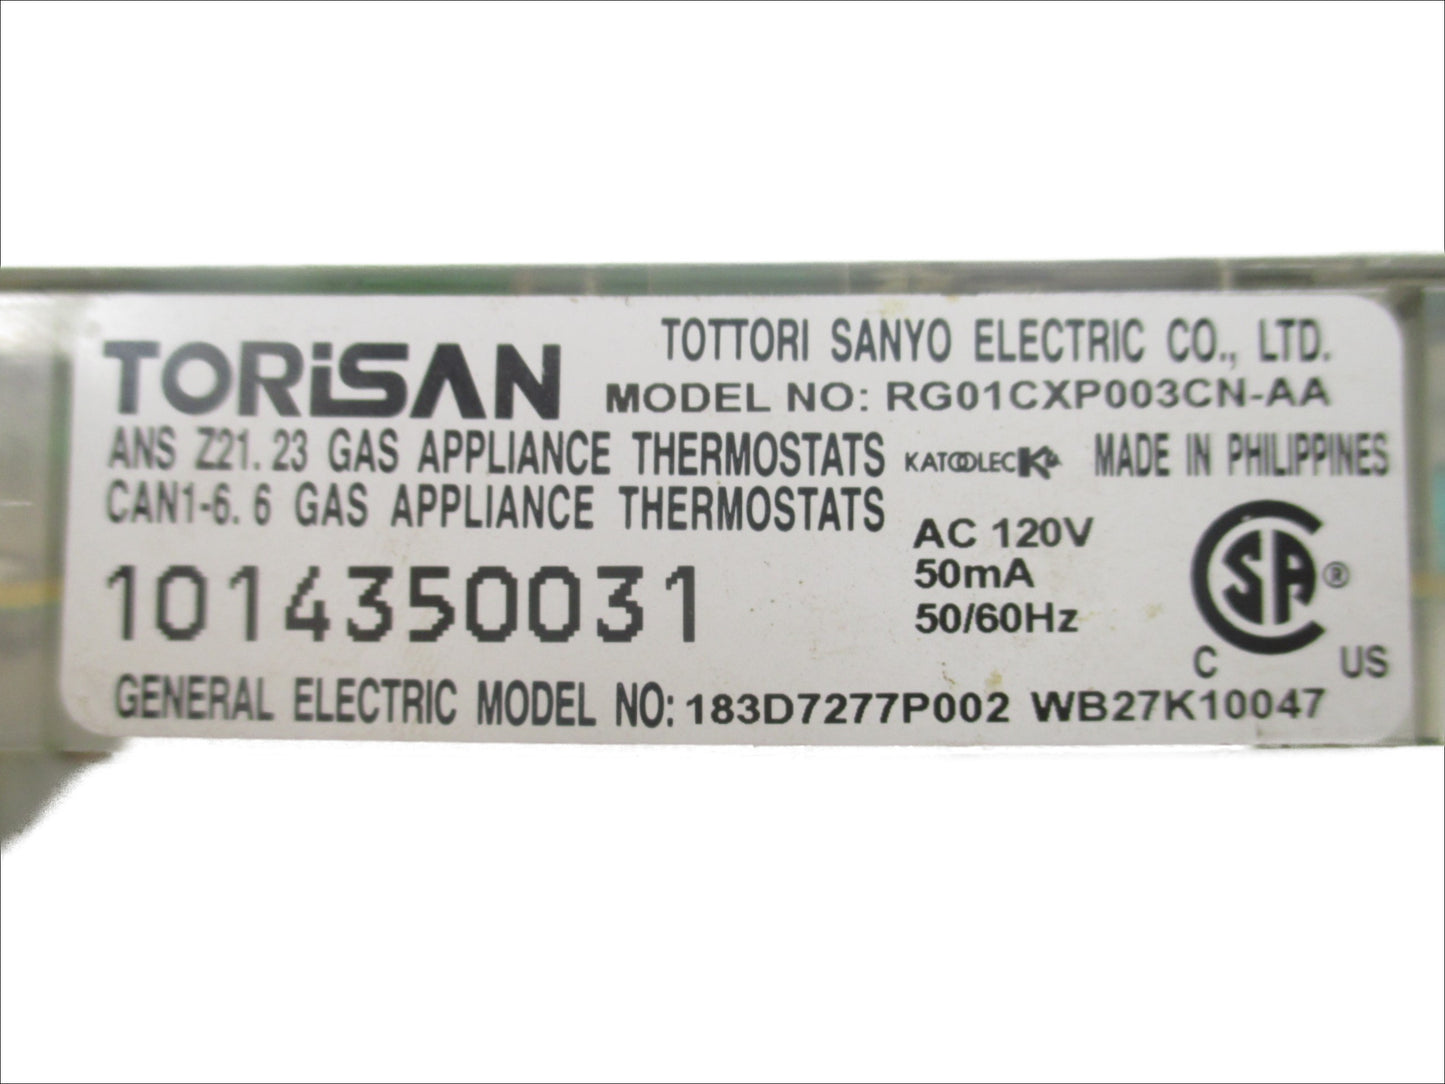 TORiSAN
TOTTORI SANYO ELECTRIC CO., LTD.
MODEL NO: RG01CXP003CN-AA
ANS Z21.23 GAS APPLIANCE THERMOSTATS
KATOOLEC K
MADE IN PHILIPPINES
CAN1-6.6 GAS APPLIANCE THERMOSTATS
AC 120V
50mA
50/60Hz
1014350031
SA ®
C US
GENERAL ELECTRIC MODEL NO: 183D7277P002 WB27K10047